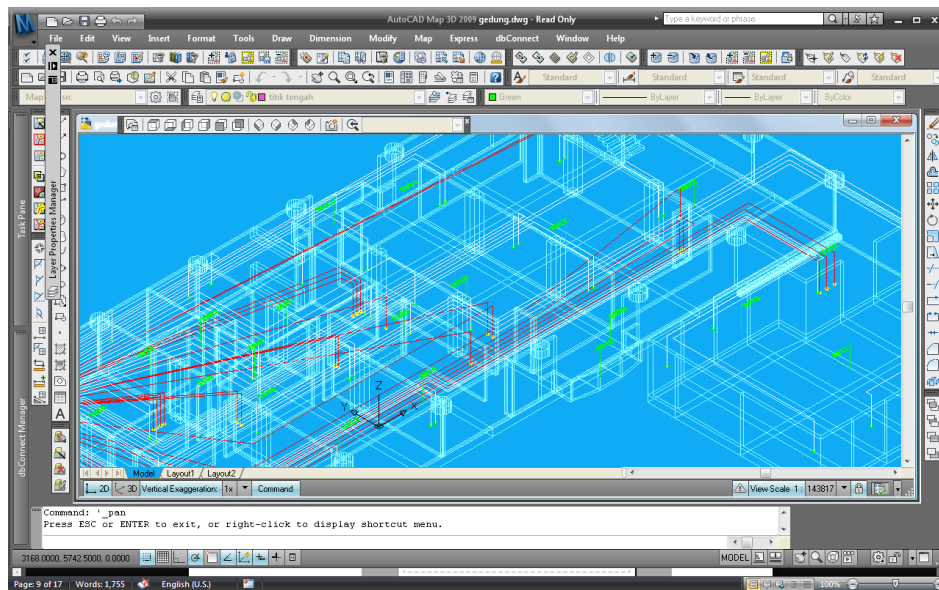 AutoCAD Map 3D 2009 gedung.dwg - Read Only
Type a keyword or phrase
File Edit View Insert Format Tools Draw Dimension Modify Map Express dbConnect Window Help
Standard Standard Standard Standard
titik tengah Green ByLayer ByLayer ByColor
Layer Properties Manager
Task Pane
dbConnect Manager
Z
Y X
Model Layout1 Layout2
2D 3D Vertical Exaggeration: 1x Command View Scale 1: 143817
Command: '_pan
Press ESC or ENTER to exit, or right-click to display shortcut menu.
3168.0000, 5742.5000, 0.0000 MODEL
Page: 9 of 17 Words: 1,755 English (U.S.) 100%